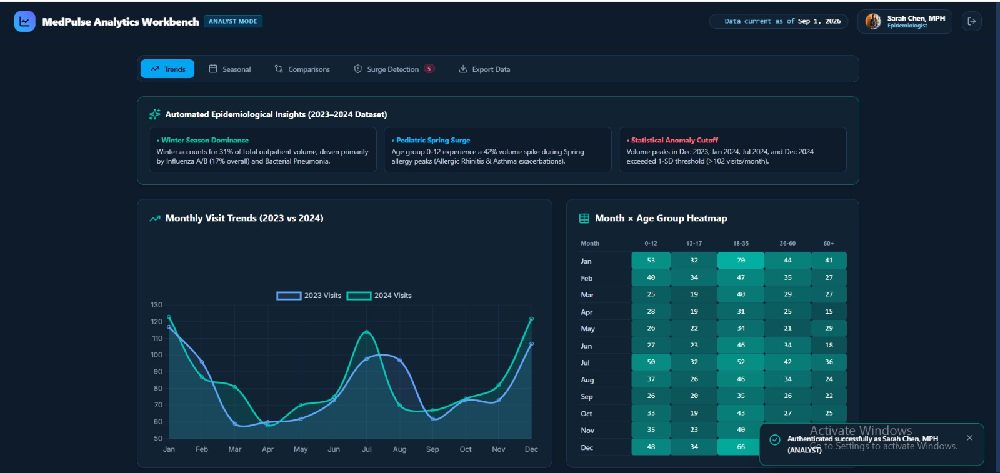 MedPulse Analytics Workbench ANALYST MODE
Data current as of Sep 1, 2026
Sarah Chen, MPH
Epidemiologist
Trends
Seasonal
Comparisons
Surge Detection 5
Export Data
Automated Epidemiological Insights (2023–2024 Dataset)
• Winter Season Dominance
Winter accounts for 31% of total outpatient volume, driven primarily
by Influenza A/B (17% overall) and Bacterial Pneumonia.
• Pediatric Spring Surge
Age group 0-12 experience a 42% volume spike during Spring
allergy peaks (Allergic Rhinitis & Asthma exacerbations).
• Statistical Anomaly Cutoff
Volume peaks in Dec 2023, Jan 2024, Jul 2024, and Dec 2024
exceeded 1-SD threshold (>102 visits/month).
Monthly Visit Trends (2023 vs 2024)
2023 Visits 2024 Visits
130
120
110
100
90
80
70
60
50
Jan Feb Mar Apr May Jun Jul Aug Sep Oct Nov Dec
Month × Age Group Heatmap
Month 0-12 13-17 18-35 36-60 60+
Jan 53 32 70 44 41
Feb 40 34 47 35 27
Mar 25 19 40 29 27
Apr 28 19 31 25 15
May 26 22 34 21 29
Jun 27 23 46 34 18
Jul 50 32 52 42 36
Aug 37 26 46 34 24
Sep 26 20 35 26 22
Oct 33 19 43 27 25
Nov 35 23 40
Dec 48 34 66
Activate Windows
Go to Settings to activate Windows.
Authenticated successfully as Sarah Chen, MPH
(ANALYST)